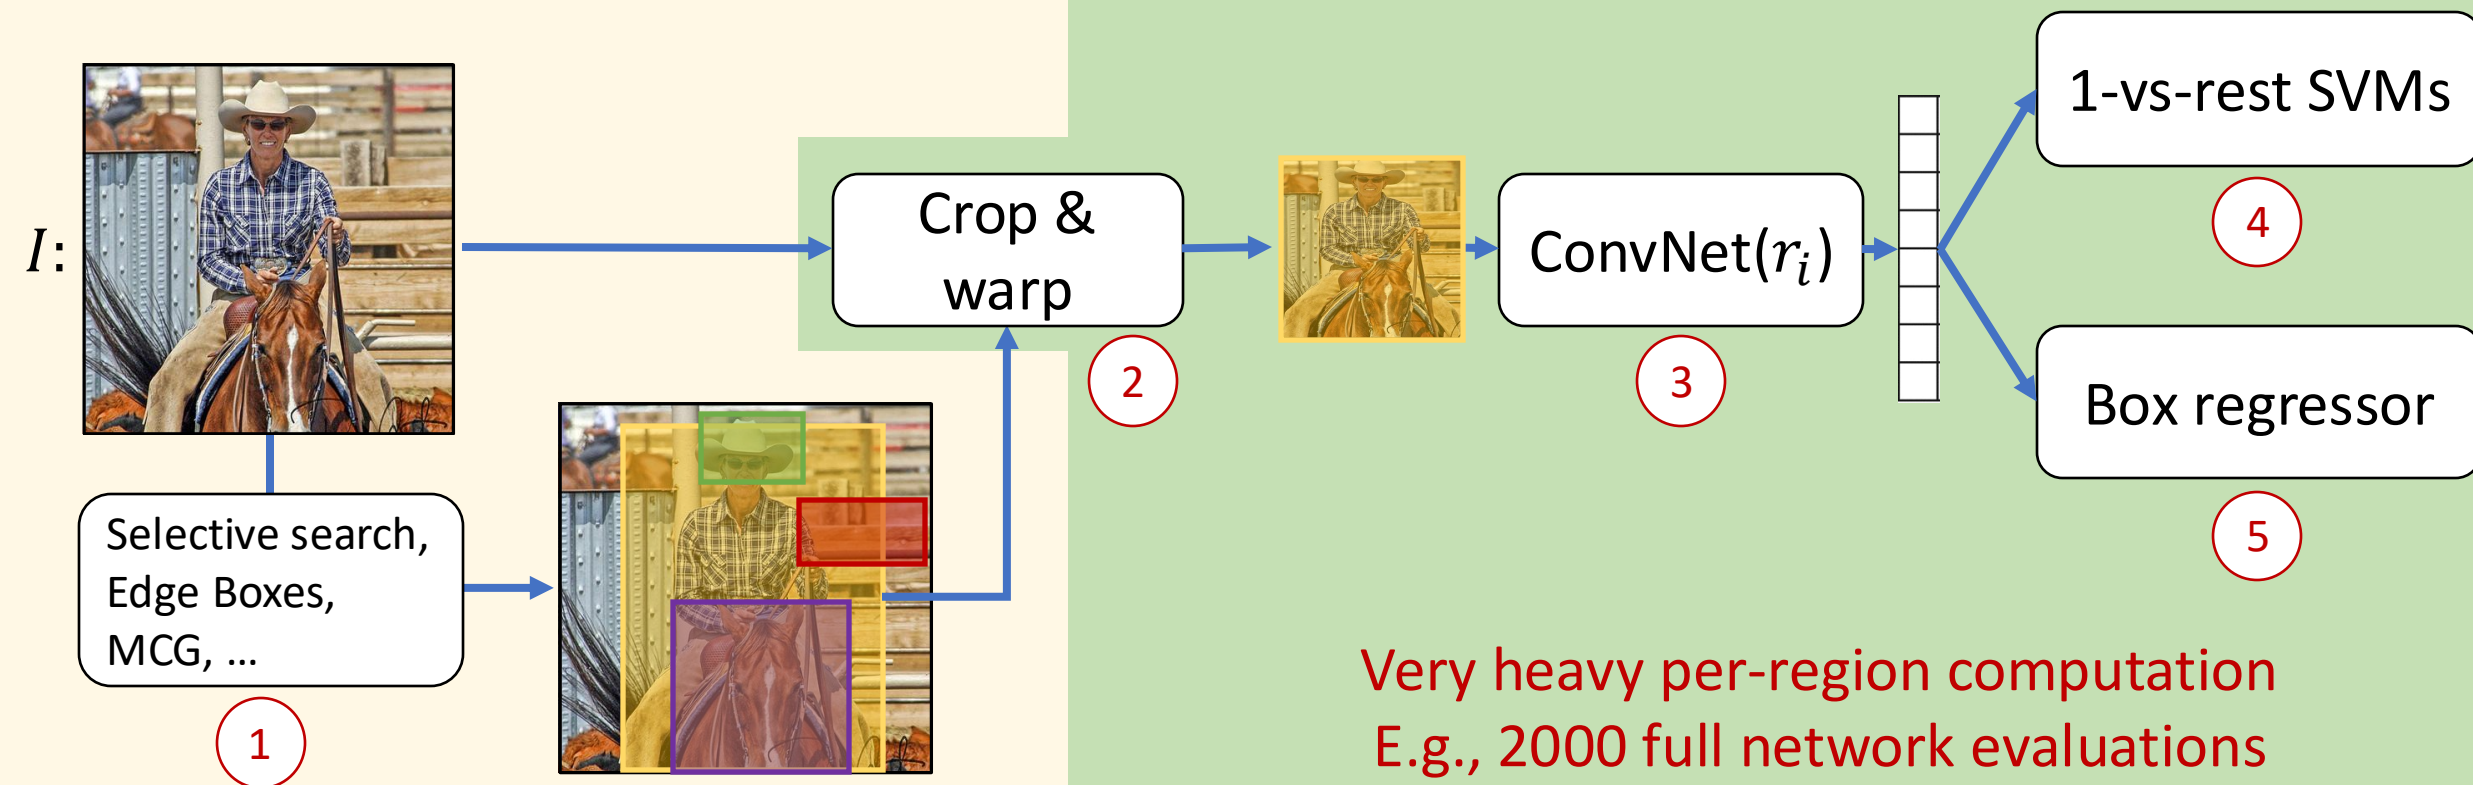 I:
Selective search,
Edge Boxes,
MCG, ...
1
Crop &
warp
2
ConvNet(rᵢ)
3
1-vs-rest SVMs
4
Box regressor
5
Very heavy per-region computation
E.g., 2000 full network evaluations